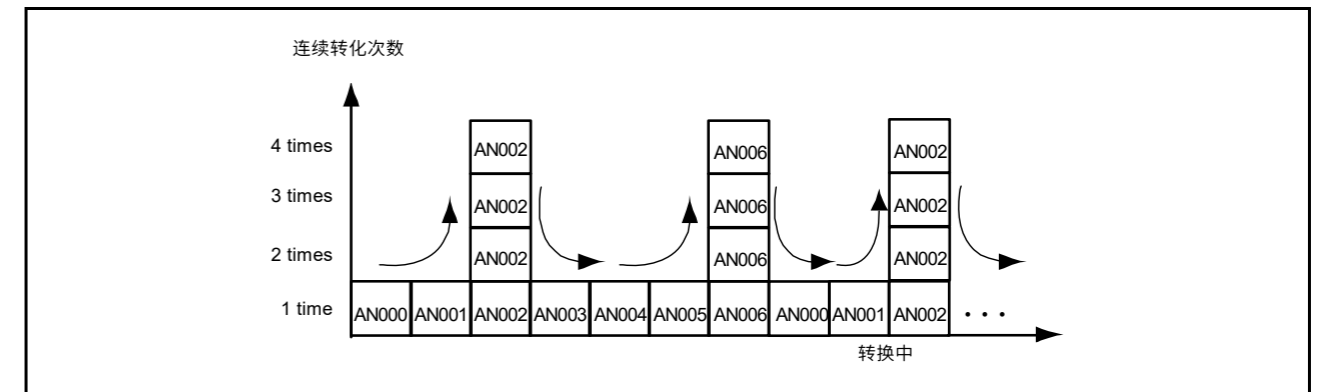 连续转化次数
4 times AN002 AN006 AN002
3 times AN002 AN006 AN002
2 times AN002 AN006 AN002
1 time AN000 AN001 AN002 AN003 AN004 AN005 AN006 AN000 AN001 AN002 ···
转换中